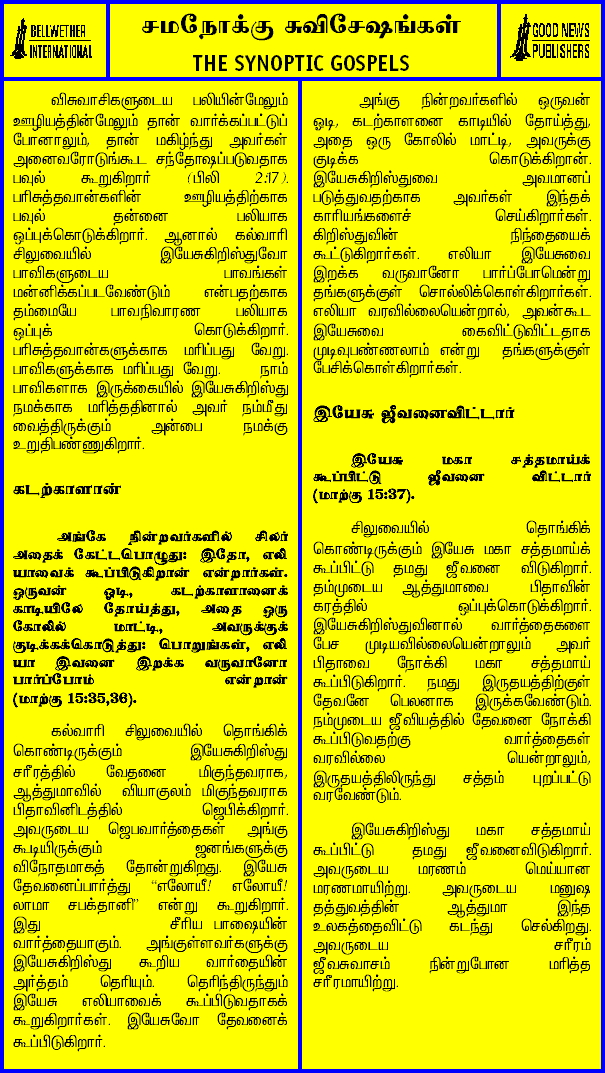 BELLWETHER
INTERNATIONAL
சமநோக்கு சுவிசேஷங்கள்
THE SYNOPTIC GOSPELS
GOOD NEWS
PUBLISHERS
விசுவாசிகளுடைய பலியின்மேலும்
ஊழியத்தின்மேலும் தான் வார்க்கப்பட்டுப்
போனாலும், தான் மகிழ்ந்து அவர்கள்
அனைவரோடுங்கூட சந்தோஷப்படுவதாக
பவுல் கூறுகிறார் (பிலி 2:17).
பரிசுத்தவான்களின் ஊழியத்திற்காக
பவுல் தன்னை பலியாக
ஒப்புக்கொடுக்கிறார். ஆனால் கல்வாரி
சிலுவையில் இயேசுகிறிஸ்துவோ
பாவிகளுடைய பாவங்கள்
மன்னிக்கப்படவேண்டும் என்பதற்காக
தம்மையே பாவநிவாரண பலியாக
ஒப்புக் கொடுக்கிறார்.
பரிசுத்தவான்களுக்காக மரிப்பது வேறு.
பாவிகளுக்காக மரிப்பது வேறு. நாம்
பாவிகளாக இருக்கையில் இயேசுகிறிஸ்து
நமக்காக மரித்ததினால் அவர் நம்மீது
வைத்திருக்கும் அன்பை நமக்கு
உறுதிபண்ணுகிறார்.
கடற்காளான்
அங்கே நின்றவர்களில் சிலர்
அதைக் கேட்டபொழுது: இதோ, எலி
யாவைக் கூப்பிடுகிறான் என்றார்கள்.
ஒருவன் ஓடி, கடற்காளானைக்
காடியிலே தோய்த்து, அதை ஒரு
கோலில் மாட்டி, அவருக்குக்
குடிக்கக்கொடுத்து: பொறுங்கள், எலி
யா இவனை இறக்க வருவானோ
பார்ப்போம் என்றான்
(மாற்கு 15:35,36).
கல்வாரி சிலுவையில் தொங்கிக்
கொண்டிருக்கும் இயேசுகிறிஸ்து
சரீரத்தில் வேதனை மிகுந்தவராக,
ஆத்துமாவில் வியாகுலம் மிகுந்தவராக
பிதாவினிடத்தில் ஜெபிக்கிறார்.
அவருடைய ஜெபவார்த்தைகள் அங்கு
கூடியிருக்கும் ஜனங்களுக்கு
விநோதமாகத் தோன்றுகிறது. இயேசு
தேவனைப்பார்த்து "எலோயீ! எலோயீ!
லாமா சபக்தானி" என்று கூறுகிறார்.
இது சீரிய பாஷையின்
வார்த்தையாகும். அங்குள்ளவர்களுக்கு
இயேசுகிறிஸ்து கூறிய வார்தையின்
அர்த்தம் தெரியும். தெரிந்திருந்தும்
இயேசு எலியாவைக் கூப்பிடுவதாகக்
கூறுகிறார்கள். இயேசுவோ தேவனைக்
கூப்பிடுகிறார்.
அங்கு நின்றவர்களில் ஒருவன்
ஓடி, கடற்காளனை காடியில் தோய்த்து,
அதை ஒரு கோலில் மாட்டி, அவருக்கு
குடிக்க கொடுக்கிறான்.
இயேசுகிறிஸ்துவை அவமானப்
படுத்துவதற்காக அவர்கள் இந்தக்
காரியங்களைச் செய்கிறார்கள்.
கிறிஸ்துவின் நிந்தையைக்
கூட்டுகிறார்கள். எலியா இயேசுவை
இறக்க வருவானோ பார்ப்போமென்று
தங்களுக்குள் சொல்லிக்கொள்கிறார்கள்.
எலியா வரவில்லையென்றால், அவன்கூட
இயேசுவை கைவிட்டுவிட்டதாக
முடிவுபண்ணலாம் என்று தங்களுக்குள்
பேசிக்கொள்கிறார்கள்.
இயேசு ஜீவனைவிட்டார்
இயேசு மகா சத்தமாய்க்
கூப்பிட்டு ஜீவனை விட்டார்
(மாற்கு 15:37).
சிலுவையில் தொங்கிக்
கொண்டிருக்கும் இயேசு மகா சத்தமாய்க்
கூப்பிட்டு தமது ஜீவனை விடுகிறார்.
தம்முடைய ஆத்துமாவை பிதாவின்
கரத்தில் ஒப்புக்கொடுக்கிறார்.
இயேசுகிறிஸ்துவினால் வார்த்தைகளை
பேச முடியவில்லையென்றாலும் அவர்
பிதாவை நோக்கி மகா சத்தமாய்
கூப்பிடுகிறார். நமது இருதயத்திற்குள்
தேவனே பெலனாக இருக்கவேண்டும்.
நம்முடைய ஜீவியத்தில் தேவனை நோக்கி
கூப்பிடுவதற்கு வார்த்தைகள்
வரவில்லை யென்றாலும்,
இருதயத்திலிருந்து சத்தம் புறப்பட்டு
வரவேண்டும்.
இயேசுகிறிஸ்து மகா சத்தமாய்
கூப்பிட்டு தமது ஜீவனைவிடுகிறார்.
அவருடைய மரணம் மெய்யான
மரணமாயிற்று. அவருடைய மனுஷ
தத்துவத்தின் ஆத்துமா இந்த
உலகத்தைவிட்டு கடந்து செல்கிறது.
அவருடைய சரீரம்
ஜீவசுவாசம் நின்றுபோன மரித்த
சரீரமாயிற்று.